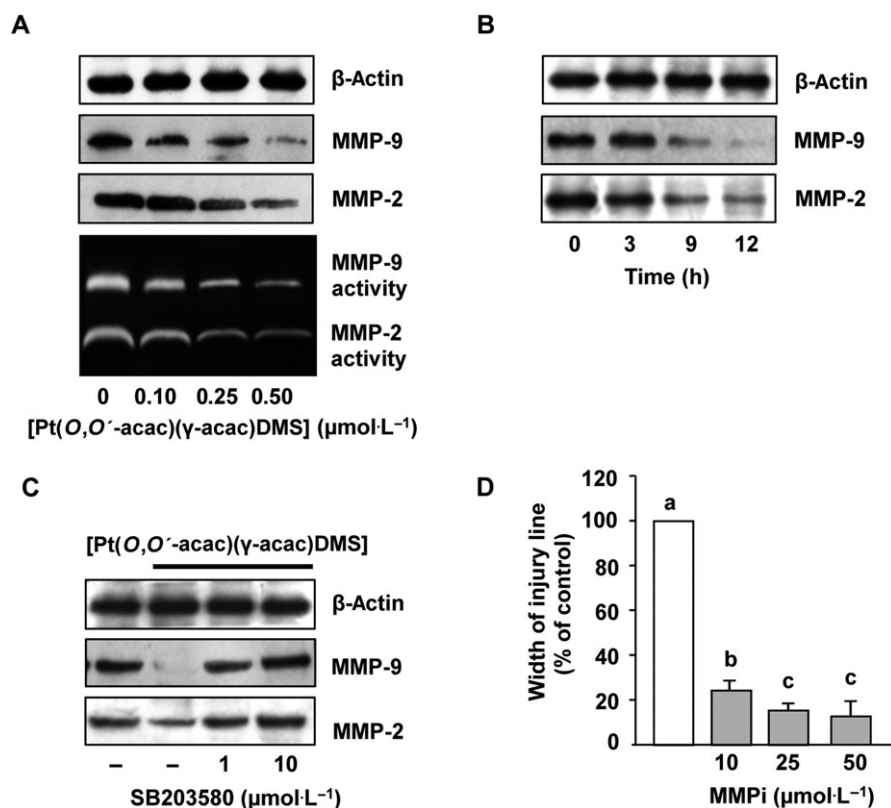 A
β-Actin
MMP-9
MMP-2
MMP-9
activity
MMP-2
activity
0 0.10 0.25 0.50
[Pt(O,O´-acac)(γ-acac)DMS] (µmol·L⁻¹)
B
β-Actin
MMP-9
MMP-2
0 3 9 12
Time (h)
C
[Pt(O,O´-acac)(γ-acac)DMS]
β-Actin
MMP-9
MMP-2
– – 1 10
SB203580 (µmol·L⁻¹)
D
Width of injury line
(% of control)
120
100
80
60
40
20
0
a
b
c
c
10 25 50
MMPi (µmol·L⁻¹)